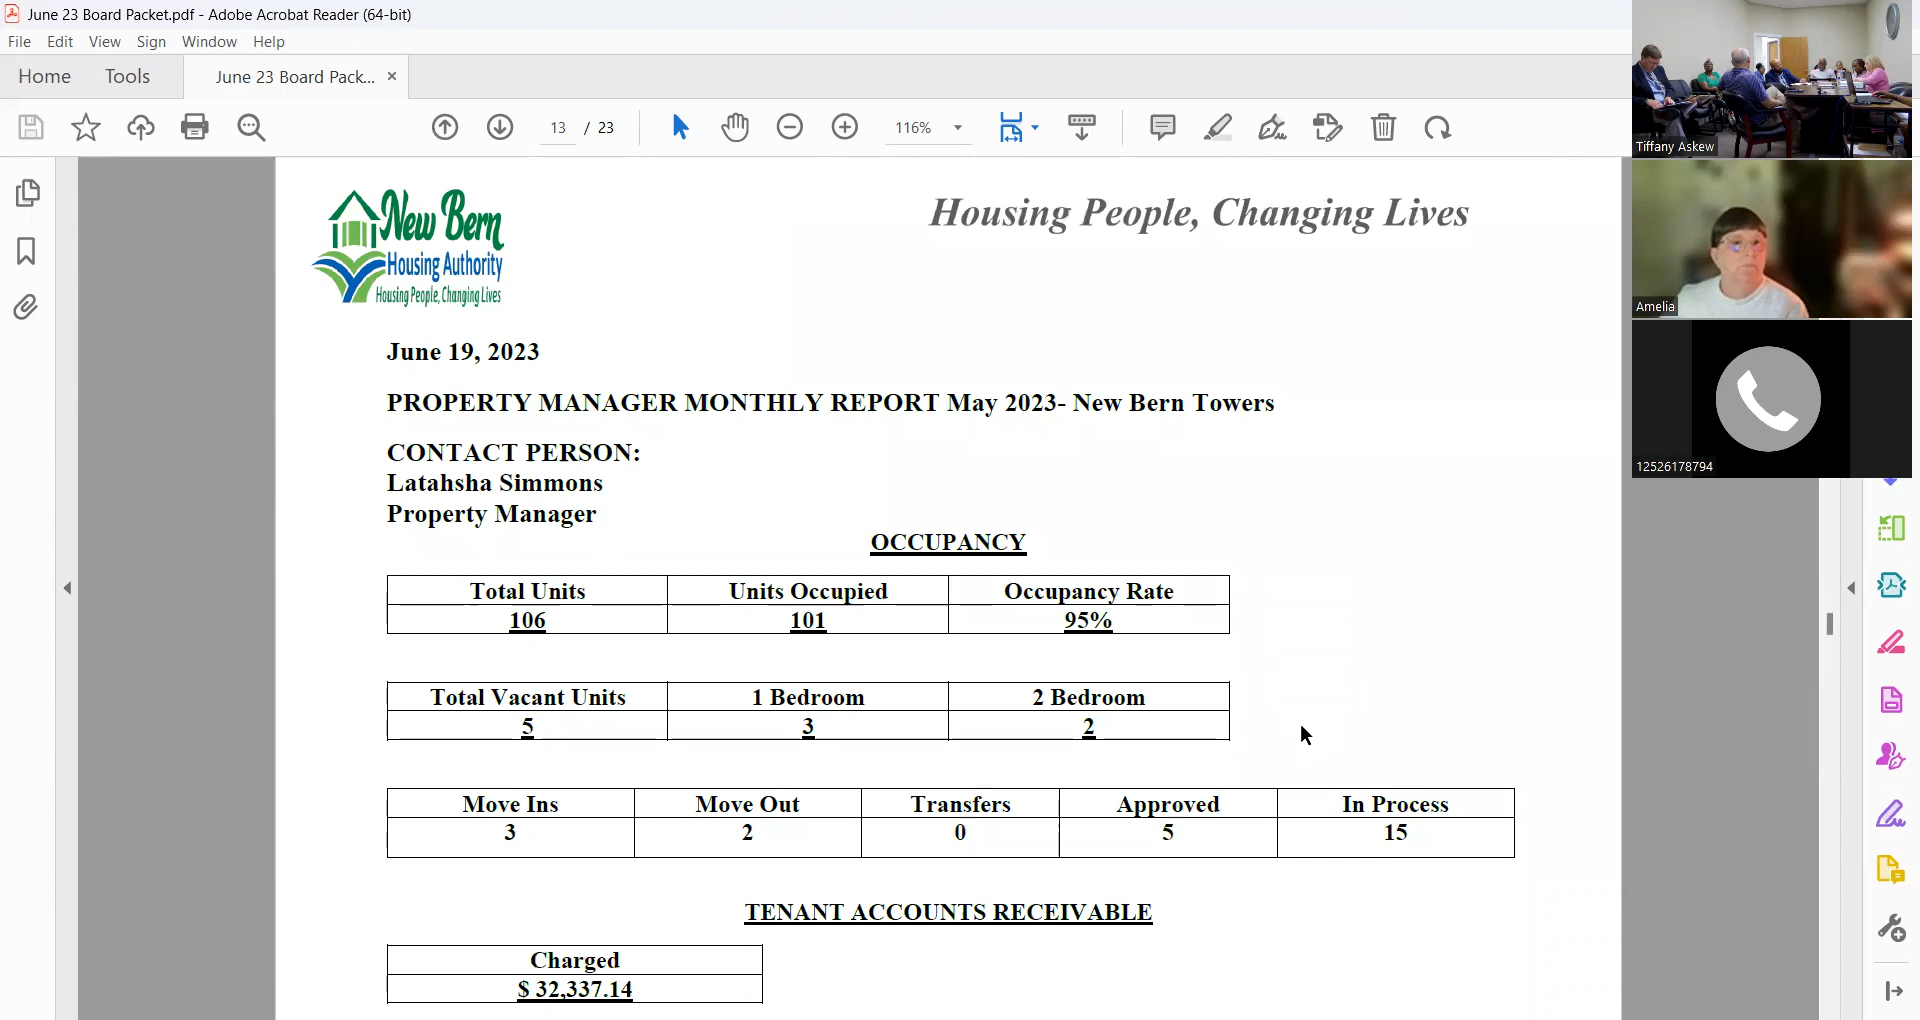 June 23 Board Packet.pdf - Adobe Acrobat Reader (64-bit)
File Edit View Sign Window Help
Home Tools June 23 Board Pack... ×
13 / 23 116%
New Bern
Housing Authority
Housing People, Changing Lives
Housing People, Changing Lives
June 19, 2023
PROPERTY MANAGER MONTHLY REPORT May 2023- New Bern Towers
CONTACT PERSON:
Latahsha Simmons
Property Manager
OCCUPANCY
Total Units Units Occupied Occupancy Rate
106 101 95%
Total Vacant Units 1 Bedroom 2 Bedroom
5 3 2
Move Ins Move Out Transfers Approved In Process
3 2 0 5 15
TENANT ACCOUNTS RECEIVABLE
Charged
$ 32,337.14
Tiffany Askew
Amelia
12526178794